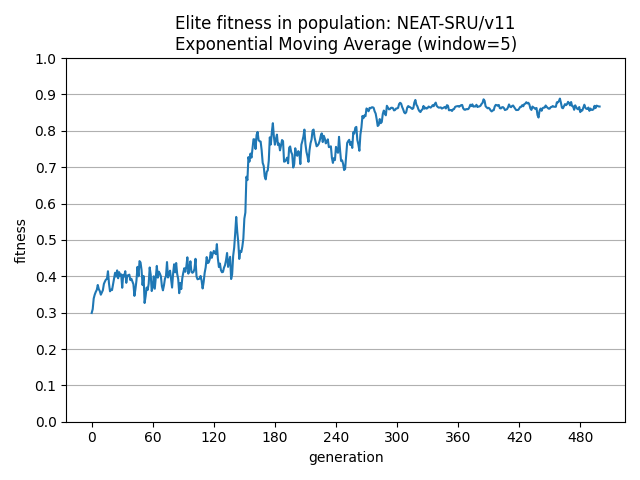 Elite fitness in population: NEAT-SRU/v11
Exponential Moving Average (window=5)
1.0
0.9
0.8
0.7
0.6
0.5
0.4
0.3
0.2
0.1
0.0
fitness
0 60 120 180 240 300 360 420 480
generation